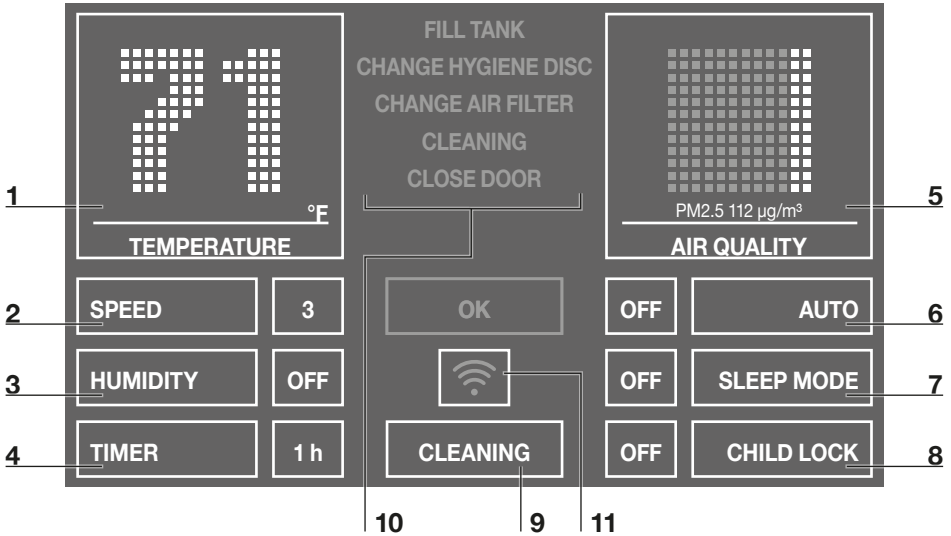 71
°F
TEMPERATURE
FILL TANK
CHANGE HYGIENE DISC
CHANGE AIR FILTER
CLEANING
CLOSE DOOR
PM2.5 112 µg/m³
AIR QUALITY
1
5
2
SPEED
3
OK
OFF
AUTO
6
3
HUMIDITY
OFF
OFF
SLEEP MODE
7
4
TIMER
1 h
CLEANING
OFF
CHILD LOCK
8
10
9
11